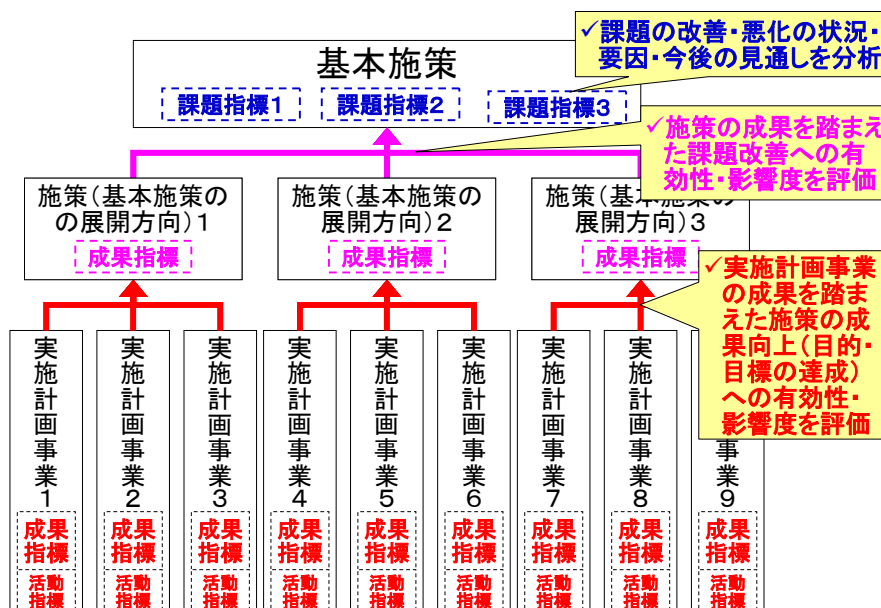 ✓課題の改善・悪化の状況・
要因・今後の見通しを分析
基本施策
課題指標1
課題指標2
課題指標3
✓施策の成果を踏まえ
た課題改善への有
効性・影響度を評価
施策(基本施策の
の展開方向)1
成果指標
施策(基本施策の
展開方向)2
成果指標
施策(基本施策の
展開方向)3
成果指標
✓実施計画事業
の成果を踏ま
えた施策の成
果向上(目的・
目標の達成)
への有効性・
影響度を評価
実施計画事業1
成果
指標
活動
指標
実施計画事業2
成果
指標
活動
指標
実施計画事業3
成果
指標
活動
指標
実施計画事業4
成果
指標
活動
指標
実施計画事業5
成果
指標
活動
指標
実施計画事業6
成果
指標
活動
指標
実施計画事業7
成果
指標
活動
指標
実施計画事業8
成果
指標
活動
指標
事業9
成果
指標
活動
指標